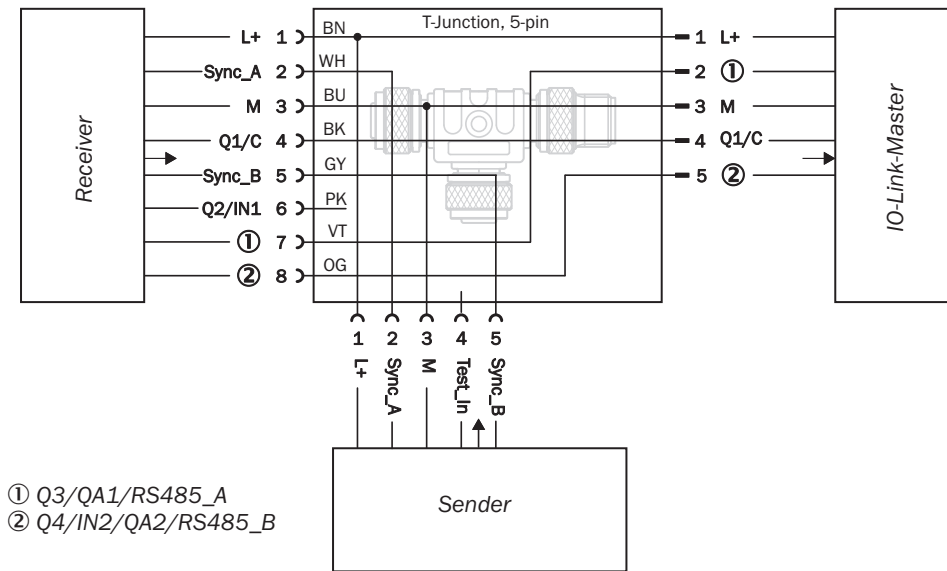 T-Junction, 5-pin
Receiver
L+ 1 BN
Sync_A 2 WH
M 3 BU
Q1/C 4 BK
Sync_B 5 GY
Q2/IN1 6 PK
① 7 VT
② 8 OG
1 L+
2 ①
3 M
4 Q1/C
5 ②
IO-Link-Master
1 2 3 4 5
L+
Sync_A
M
Test_In
Sync_B
Sender
① Q3/QA1/RS485_A
② Q4/IN2/QA2/RS485_B